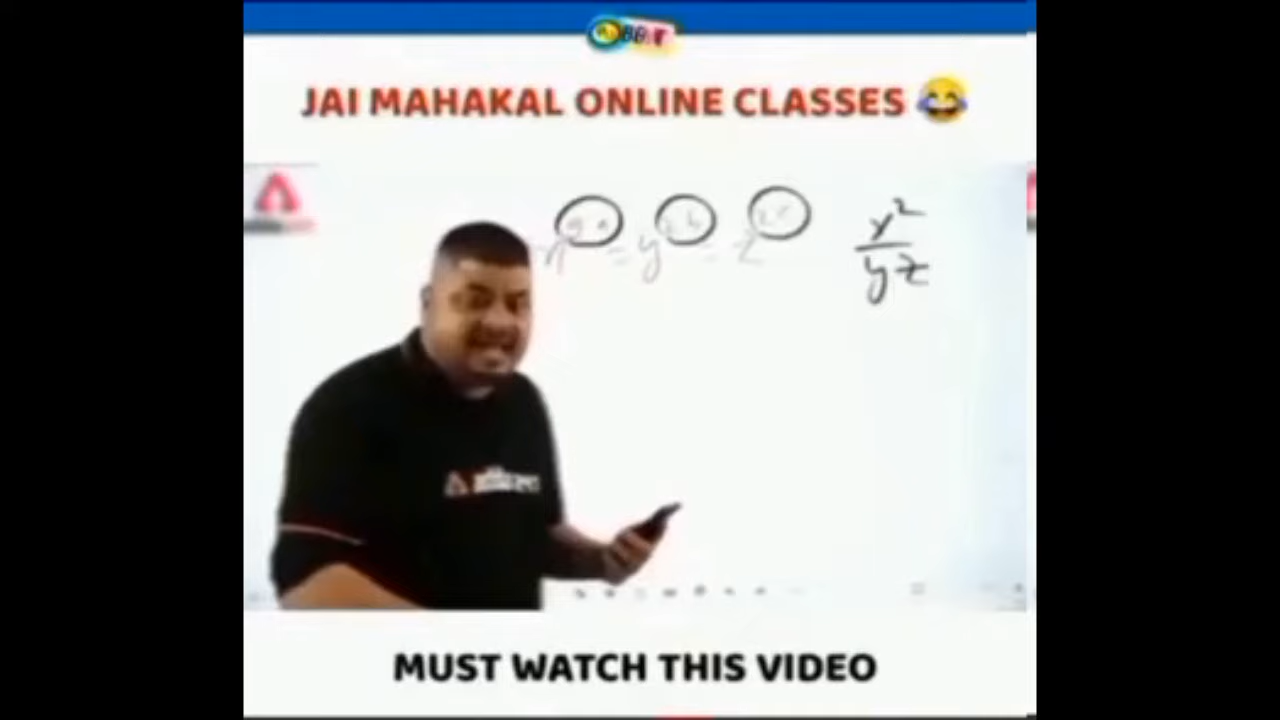 JAI MAHAKAL ONLINE CLASSES 😂
x²
yz
MUST WATCH THIS VIDEO